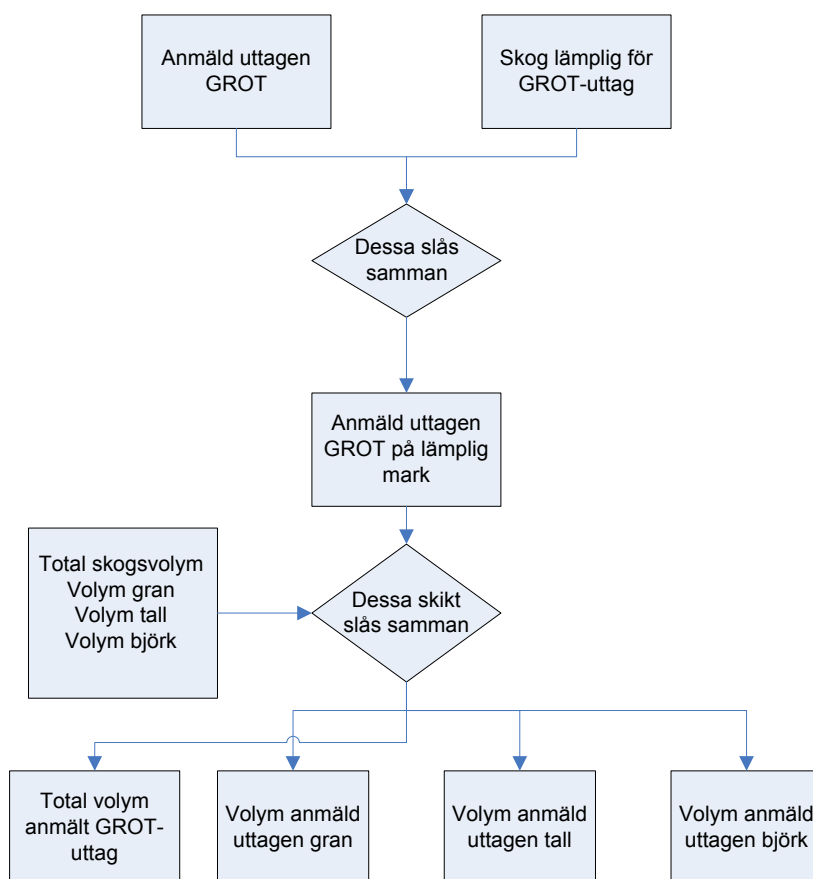 Anmäld uttagen
GROT
Skog lämplig för
GROT-uttag
Dessa slås
samman
Anmäld uttagen
GROT på lämplig
mark
Total skogsvolym
Volym gran
Volym tall
Volym björk
Dessa skikt
slås samman
Total volym
anmält GROT-
uttag
Volym anmäld
uttagen gran
Volym anmäld
uttagen tall
Volym anmäld
uttagen björk